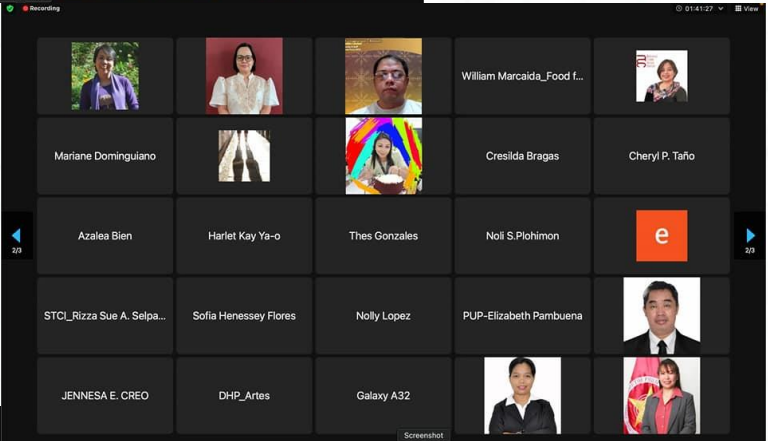 Recording
01:41:27
View
William Marcaida_Food f...
Mariane Dominguiano
Cresilda Bragas
Cheryl P. Taño
Azalea Bien
Harlet Kay Ya-o
Thes Gonzales
Noli S.Plohimon
e
2/3
2/3
STCI_Rizza Sue A. Selpa...
Sofia Henessey Flores
Nolly Lopez
PUP-Elizabeth Pambuena
JENNESA E. CREO
DHP_Artes
Galaxy A32
Screenshot